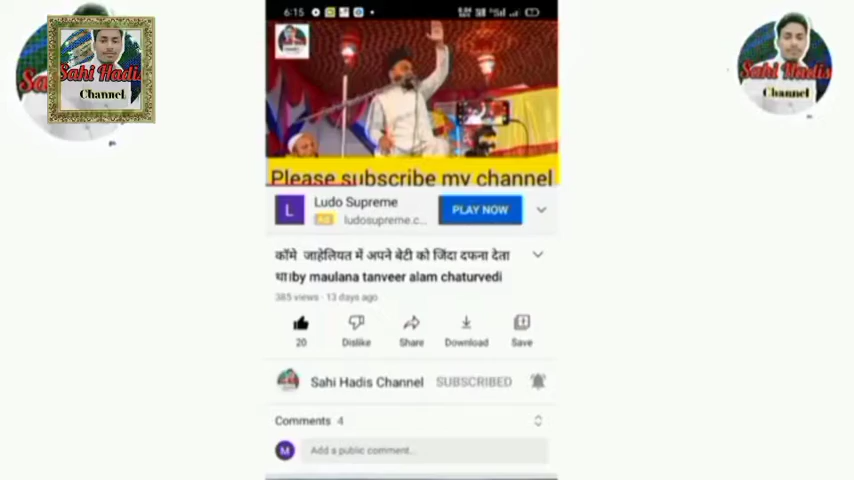 Sahi Hadis
Channel
Sahi Hadis
Channel
6:15
Please subscribe my channel
L
Ludo Supreme
Ad ludosupreme.c...
PLAY NOW
कौमे जाहेलियत में अपने बेटी को जिंदा दफना देता
था।by maulana tanveer alam chaturvedi
385 views · 13 days ago
20
Dislike
Share
Download
Save
Sahi Hadis Channel
SUBSCRIBED
Comments 4
M
Add a public comment...